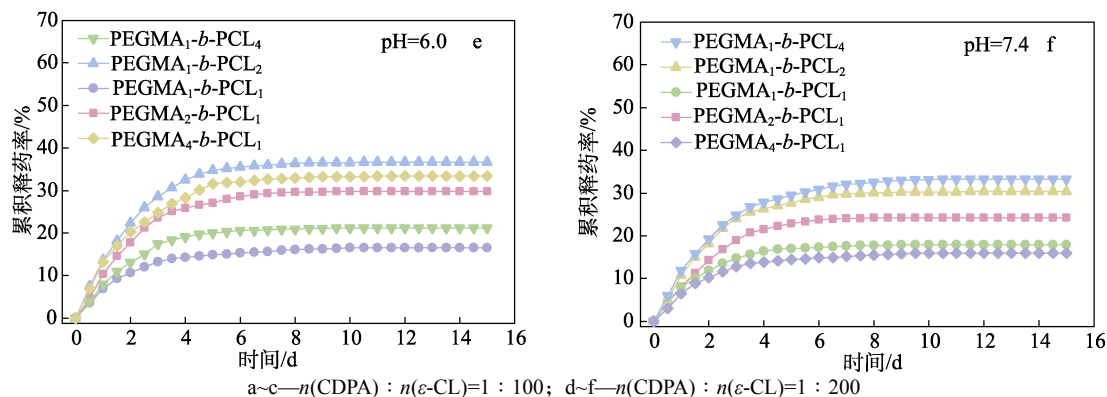 70
60
50
40
30
20
10
0
累积释药率/%
pH=6.0 e
PEGMA₁-b-PCL₄
PEGMA₁-b-PCL₂
PEGMA₁-b-PCL₁
PEGMA₂-b-PCL₁
PEGMA₄-b-PCL₁
0 2 4 6 8 10 12 14 16
时间/d
70
60
50
40
30
20
10
0
累积释药率/%
pH=7.4 f
PEGMA₁-b-PCL₄
PEGMA₁-b-PCL₂
PEGMA₁-b-PCL₁
PEGMA₂-b-PCL₁
PEGMA₄-b-PCL₁
0 2 4 6 8 10 12 14 16
时间/d
a~c—n(CDPA)∶n(ε-CL)=1∶100；d~f—n(CDPA)∶n(ε-CL)=1∶200